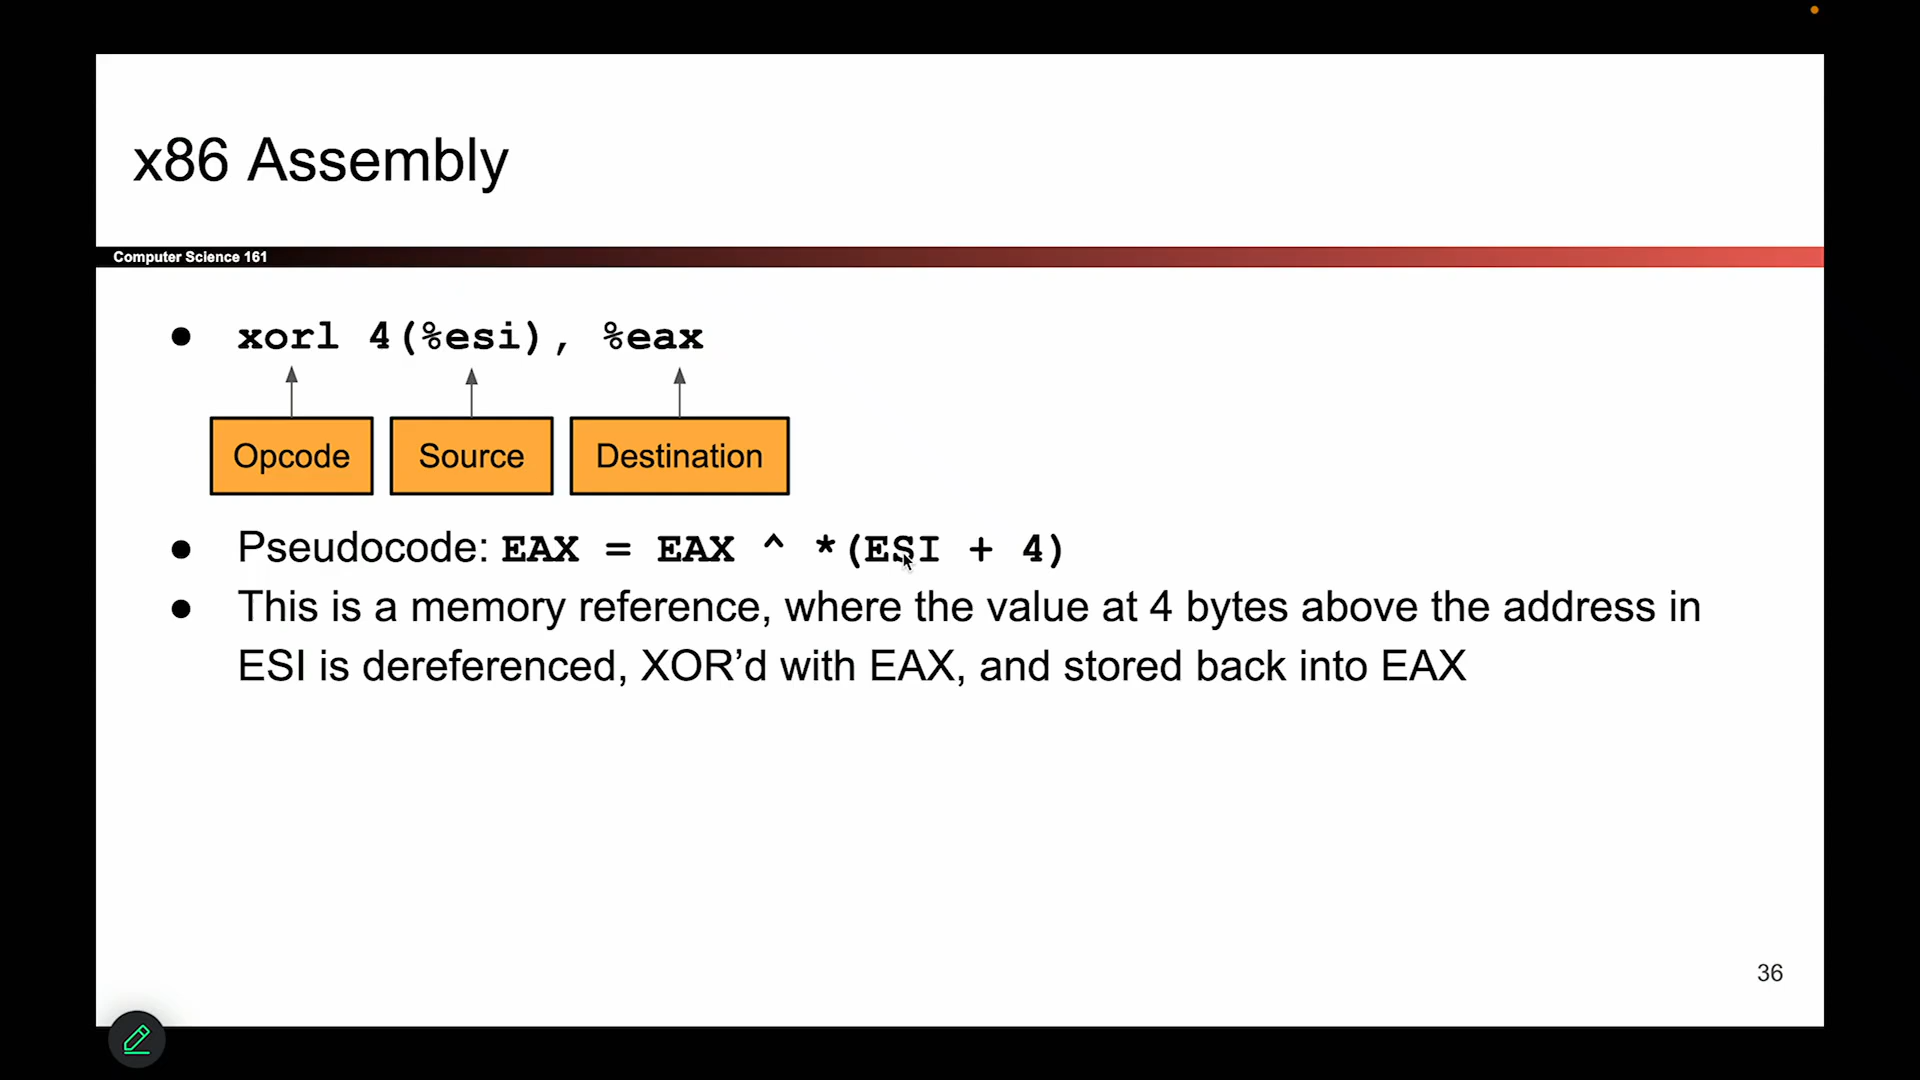 x86 Assembly
Computer Science 161
● xorl 4(%esi), %eax
Opcode Source Destination
● Pseudocode: EAX = EAX ^ *(ESI + 4)
● This is a memory reference, where the value at 4 bytes above the address in
ESI is dereferenced, XOR’d with EAX, and stored back into EAX
36